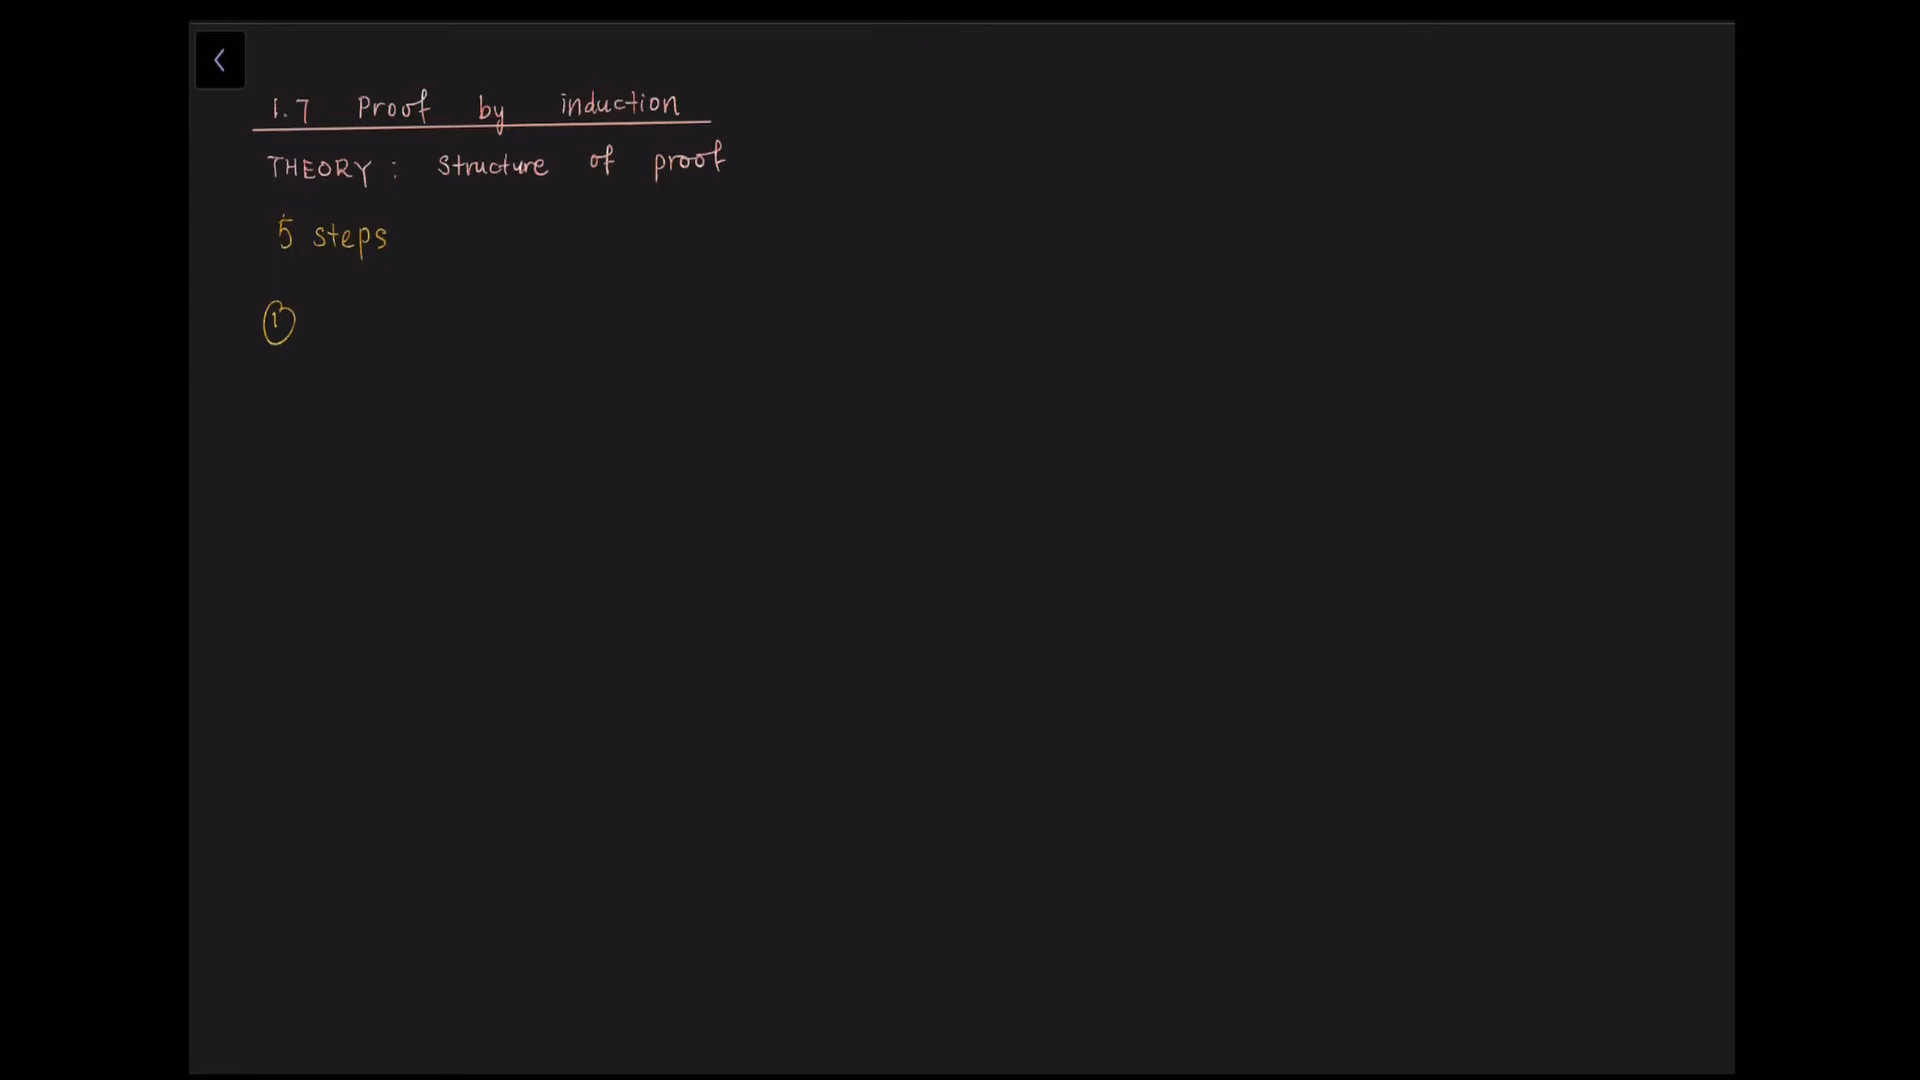 1.7 Proof by induction
THEORY: Structure of proof
5 steps
①